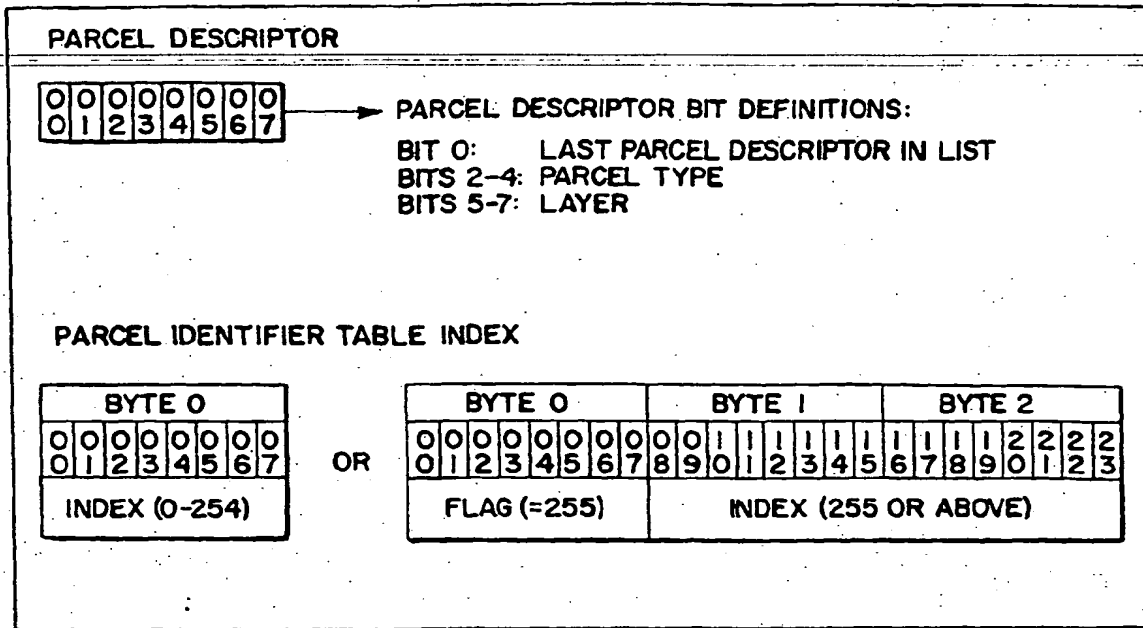 PARCEL DESCRIPTOR
0 0 0 0 0 0 0 0
0 1 2 3 4 5 6 7
PARCEL DESCRIPTOR BIT DEFINITIONS:
BIT 0: LAST PARCEL DESCRIPTOR IN LIST
BITS 2-4: PARCEL TYPE
BITS 5-7: LAYER
PARCEL IDENTIFIER TABLE INDEX
BYTE 0
0 0 0 0 0 0 0 0
0 1 2 3 4 5 6 7
INDEX (0-254)
OR
BYTE 0 BYTE 1 BYTE 2
0 0 0 0 0 0 0 0 0 0 1 1 1 1 1 1 1 1 1 1 2 2 2 2
0 1 2 3 4 5 6 7 8 9 0 1 2 3 4 5 6 7 8 9 0 1 2 3
FLAG (=255) INDEX (255 OR ABOVE)